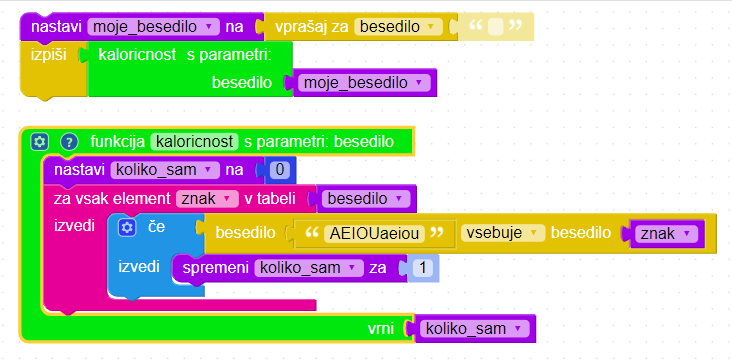 nastavi moje_besedilo na vprašaj za besedilo “ ”
izpiši kaloricnost s parametri:
besedilo moje_besedilo
? funkcija kaloricnost s parametri: besedilo
nastavi koliko_sam na 0
za vsak element znak v tabeli besedilo
izvedi če besedilo “ AEIOUaeiou ” vsebuje besedilo znak
izvedi spremeni koliko_sam za 1
vrni koliko_sam